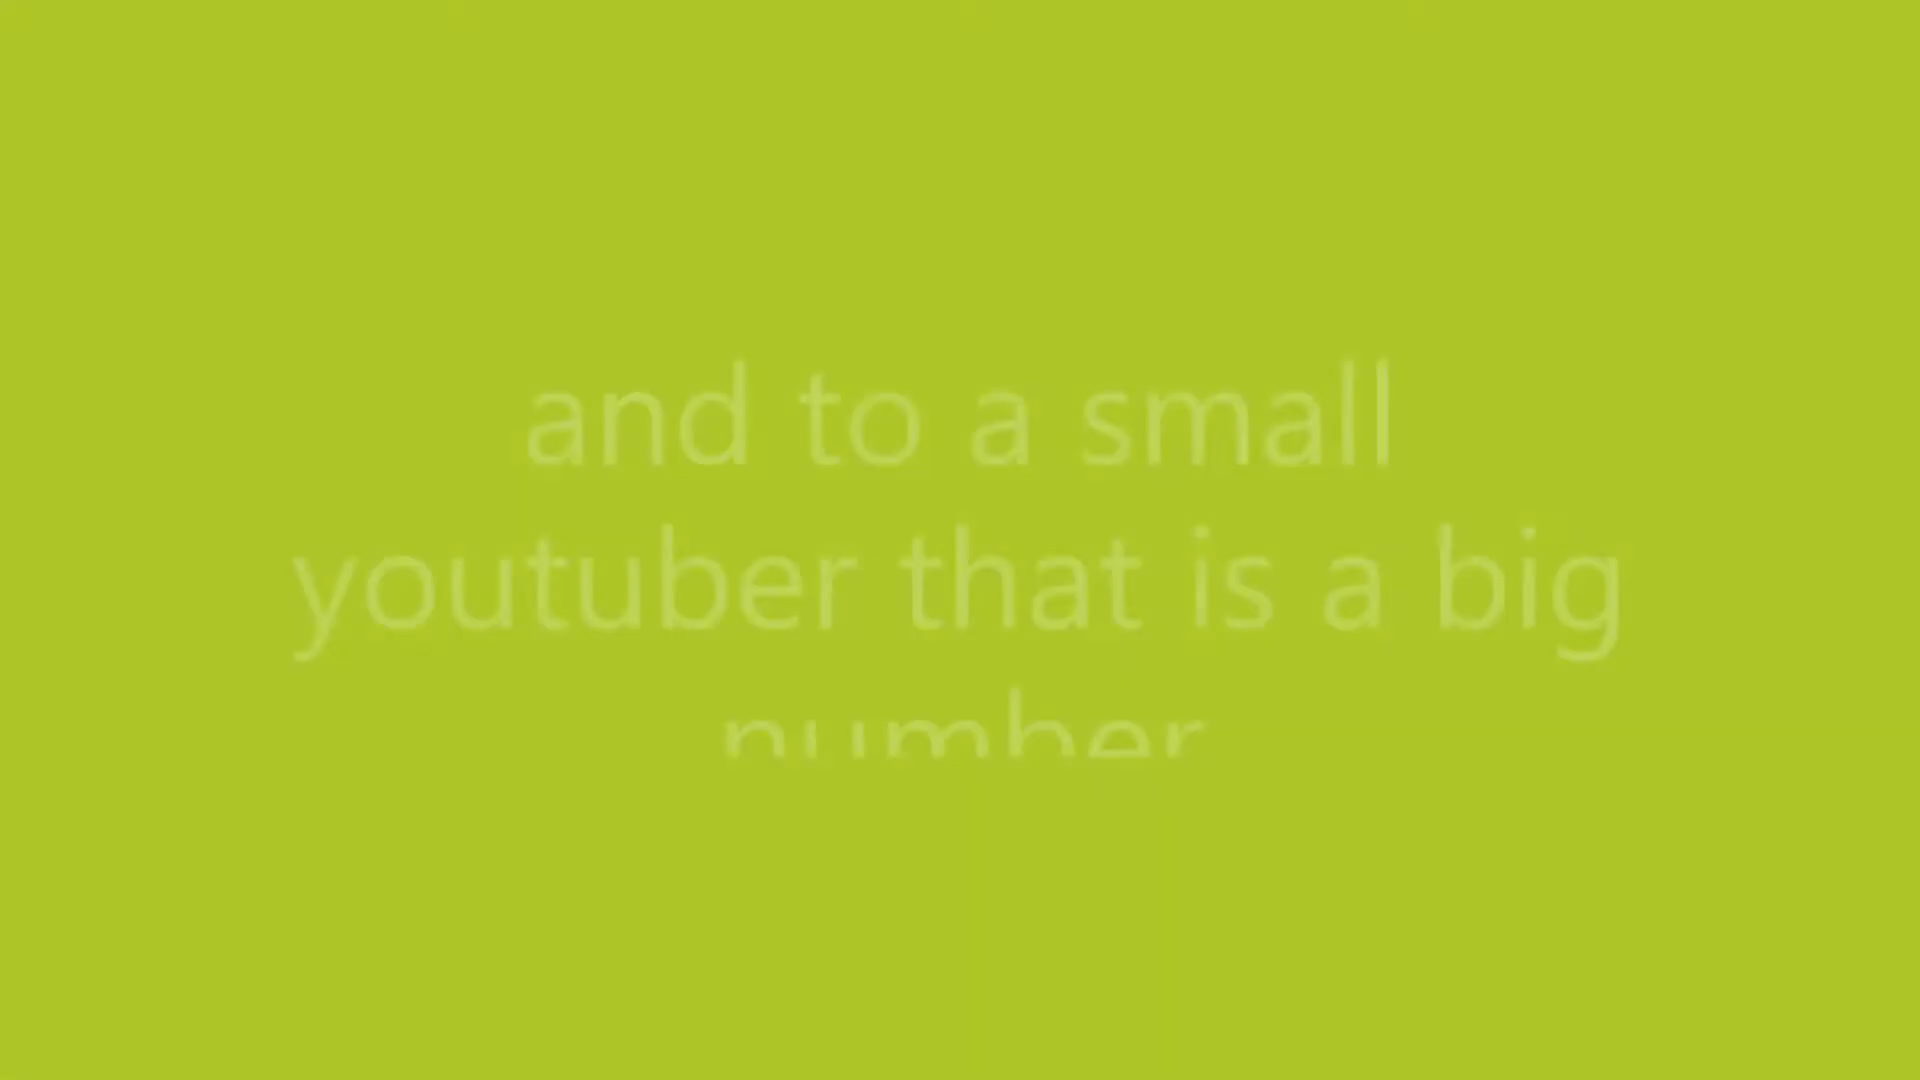 and to a small
youtuber that is a big
number